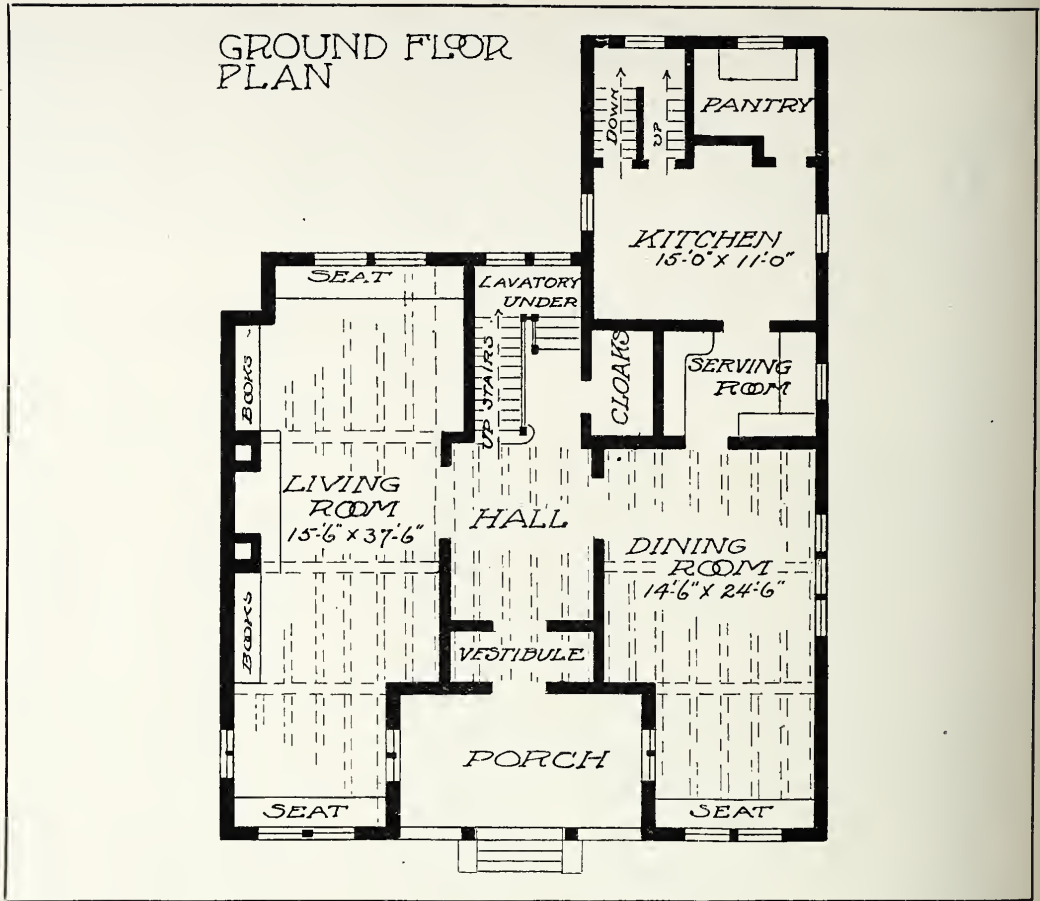 GROUND FLOOR
PLAN
DOWN
UP
PANTRY
KITCHEN
15'-0" X 11'-0"
SEAT
LAVATORY
UNDER
BOOKS
UP STAIRS
CLOAKS
SERVING
ROOM
LIVING
ROOM
15'-6" X 37'-6"
HALL
DINING
ROOM
14'-6" X 24'-6"
BOOKS
VESTIBULE
PORCH
SEAT
SEAT